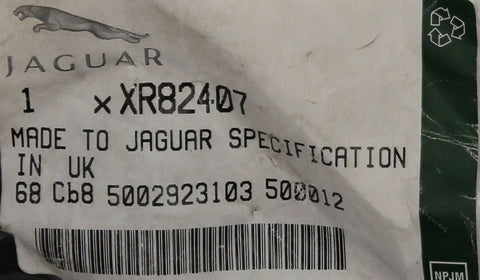 JAGUAR
1 x XR82407
MADE TO JAGUAR SPECIFICATION
IN UK
68 Cb8 5002923103 500012
NPJM